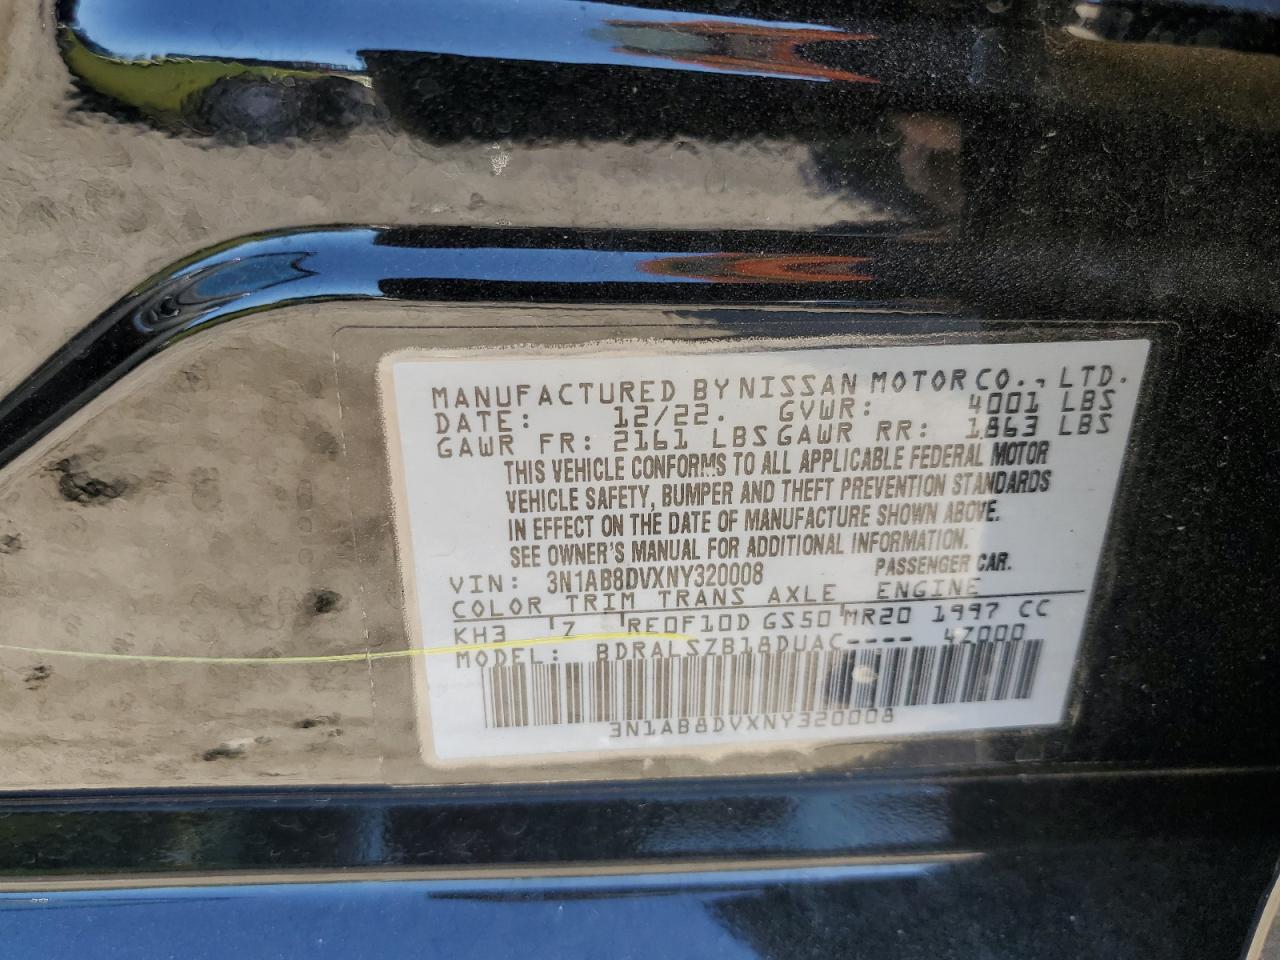 MANUFACTURED BY NISSAN MOTOR CO., LTD.
DATE: 12/22. GVWR: 4001 LBS
GAWR FR: 2161 LBS GAWR RR: 1863 LBS
THIS VEHICLE CONFORMS TO ALL APPLICABLE FEDERAL MOTOR
VEHICLE SAFETY, BUMPER AND THEFT PREVENTION STANDARDS
IN EFFECT ON THE DATE OF MANUFACTURE SHOWN ABOVE.
SEE OWNER'S MANUAL FOR ADDITIONAL INFORMATION.
VIN: 3N1AB8DVXNY320008 PASSENGER CAR.
COLOR TRIM TRANS AXLE ENGINE
KH3 Z RE0F10D GS50 MR20 1997 CC
MODEL: BDRALSZB18DUAC---- 4Z000
3N1AB8DVXNY320008